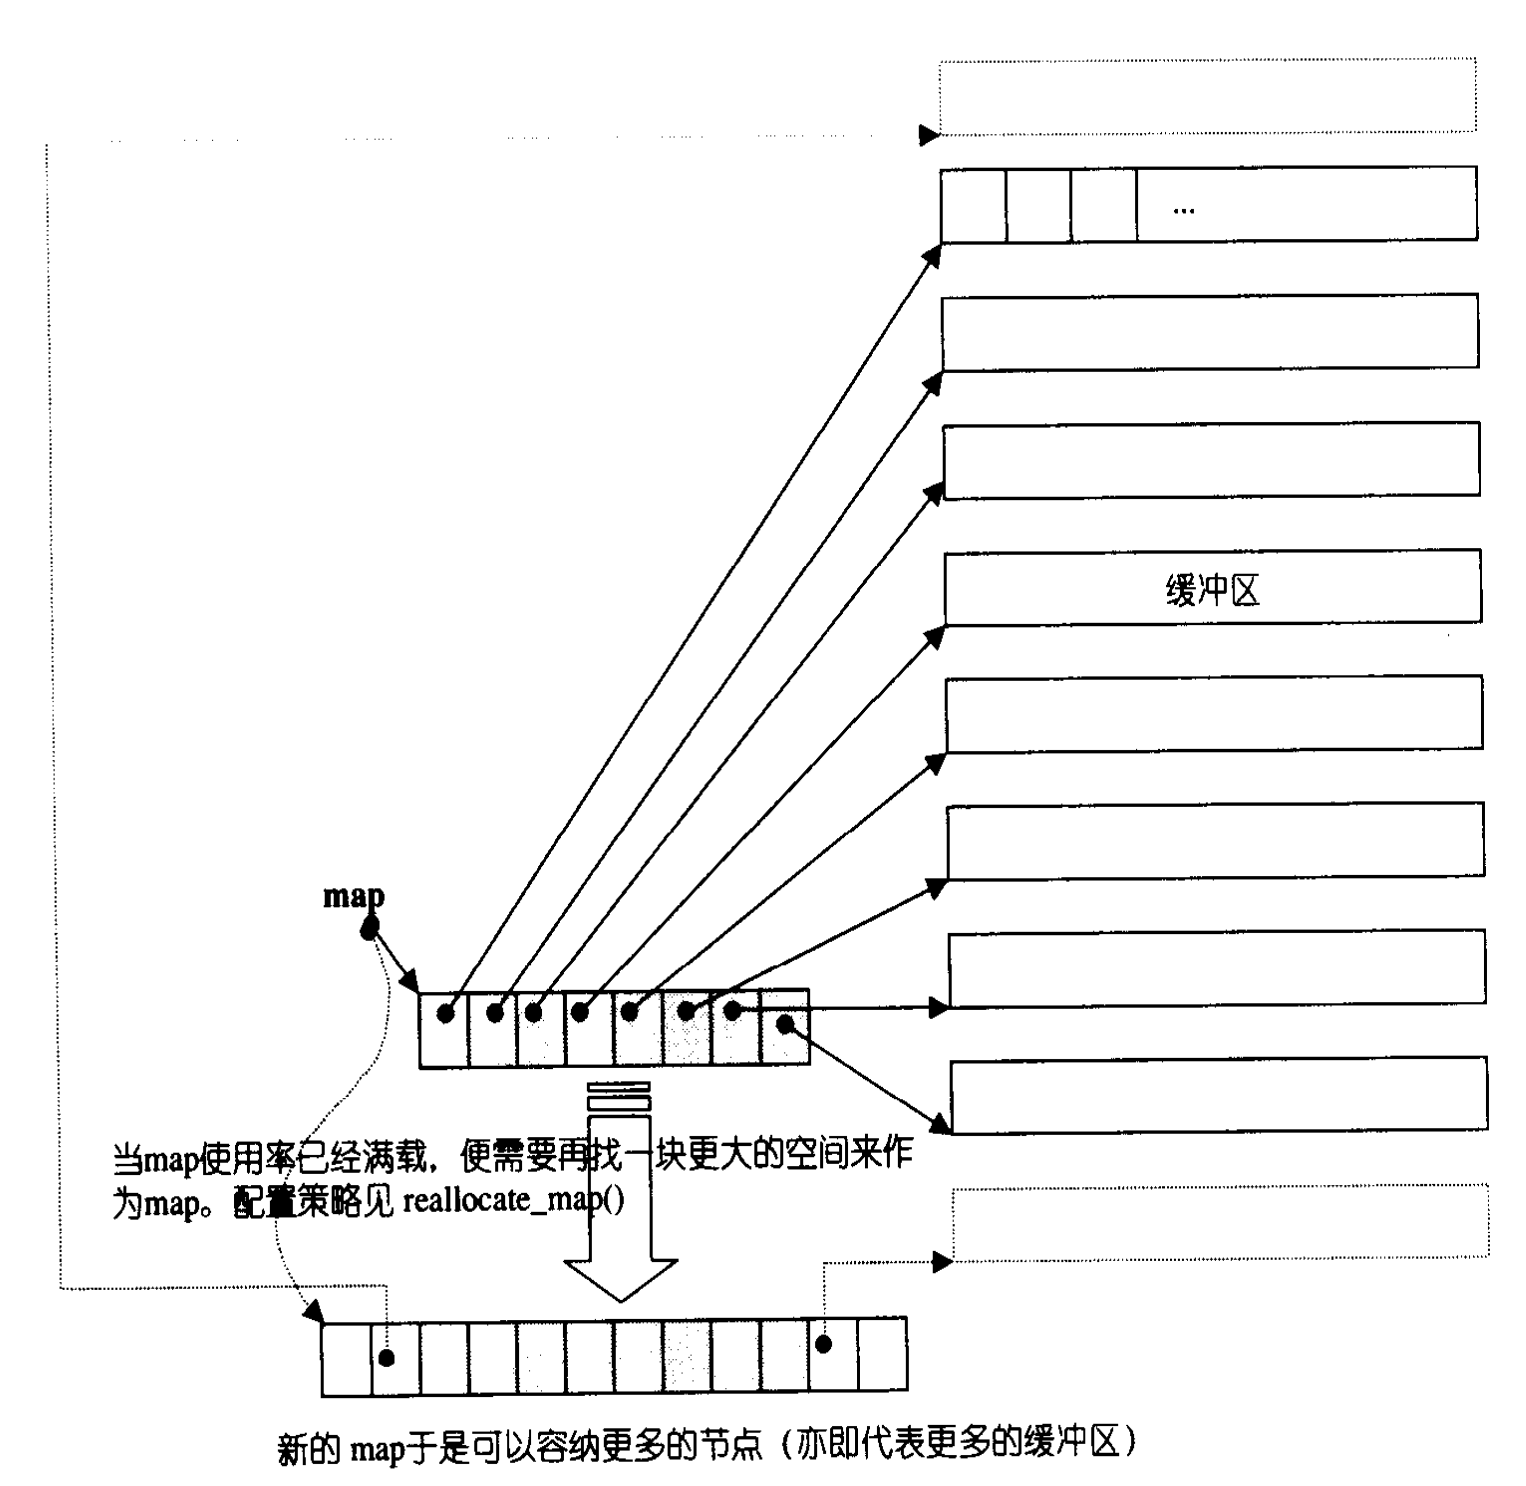 ...
缓冲区
map
当map使用率已经满载，便需要再找一块更大的空间来作
为map。配置策略见 reallocate_map()
新的 map于是可以容纳更多的节点（亦即代表更多的缓冲区）